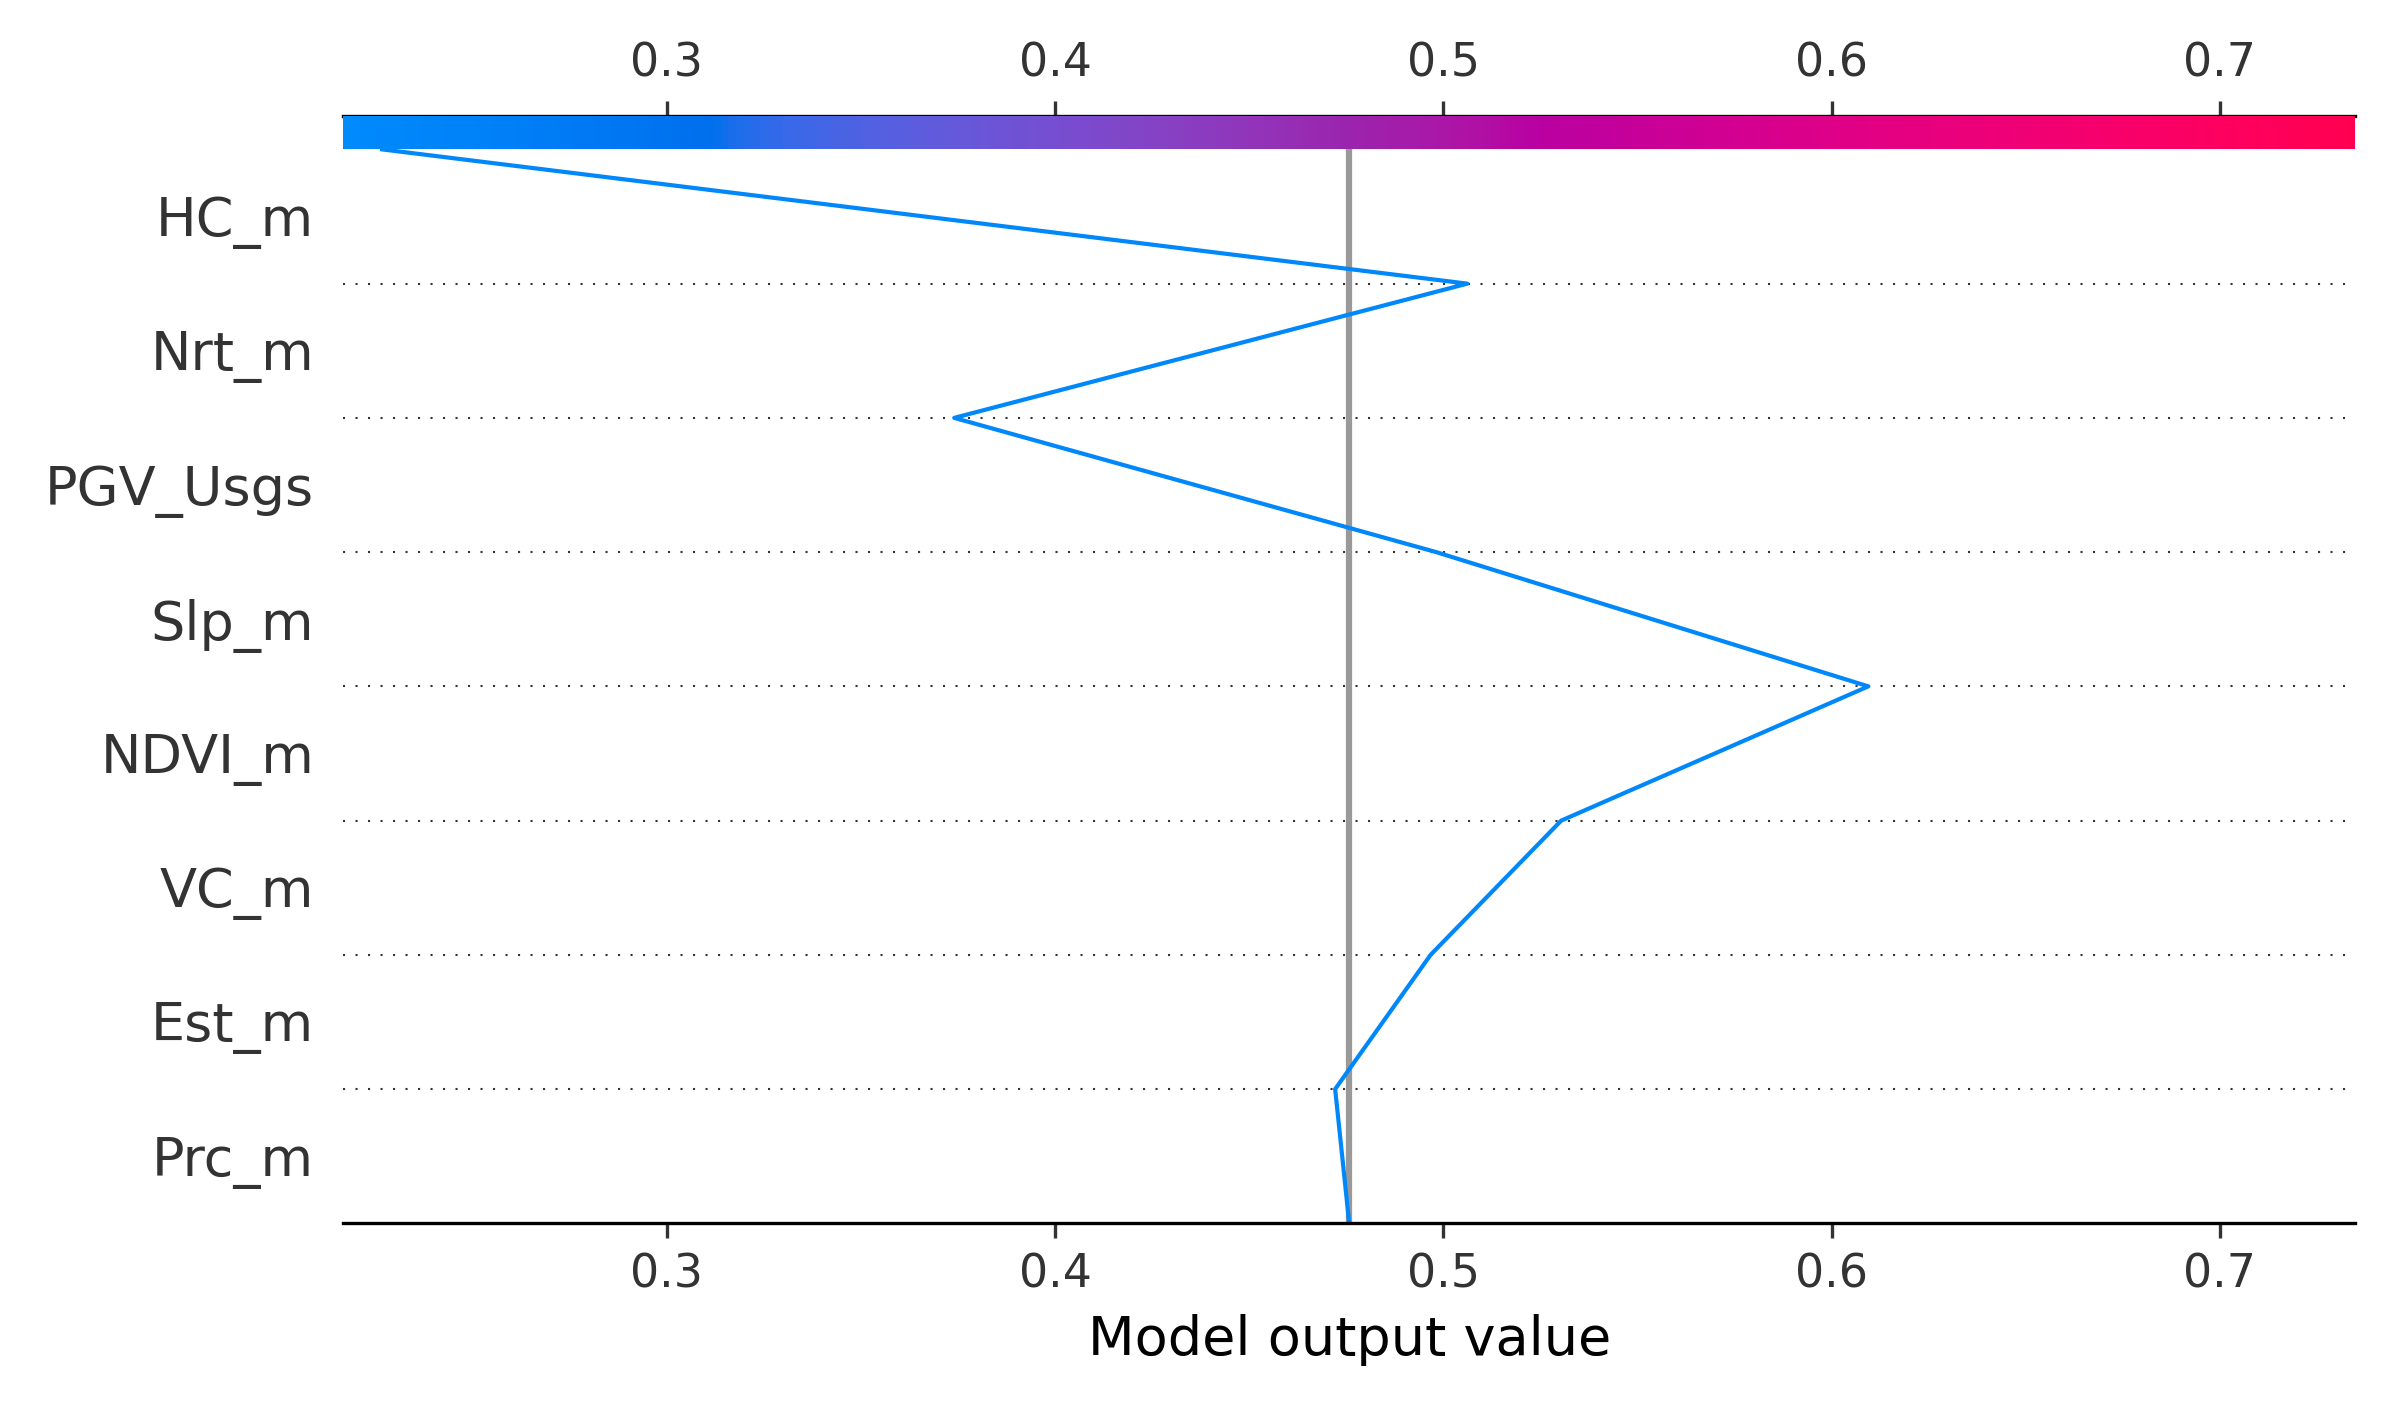 0.3 0.4 0.5 0.6 0.7
HC_m
Nrt_m
PGV_Usgs
Slp_m
NDVI_m
VC_m
Est_m
Prc_m
0.3 0.4 0.5 0.6 0.7
Model output value